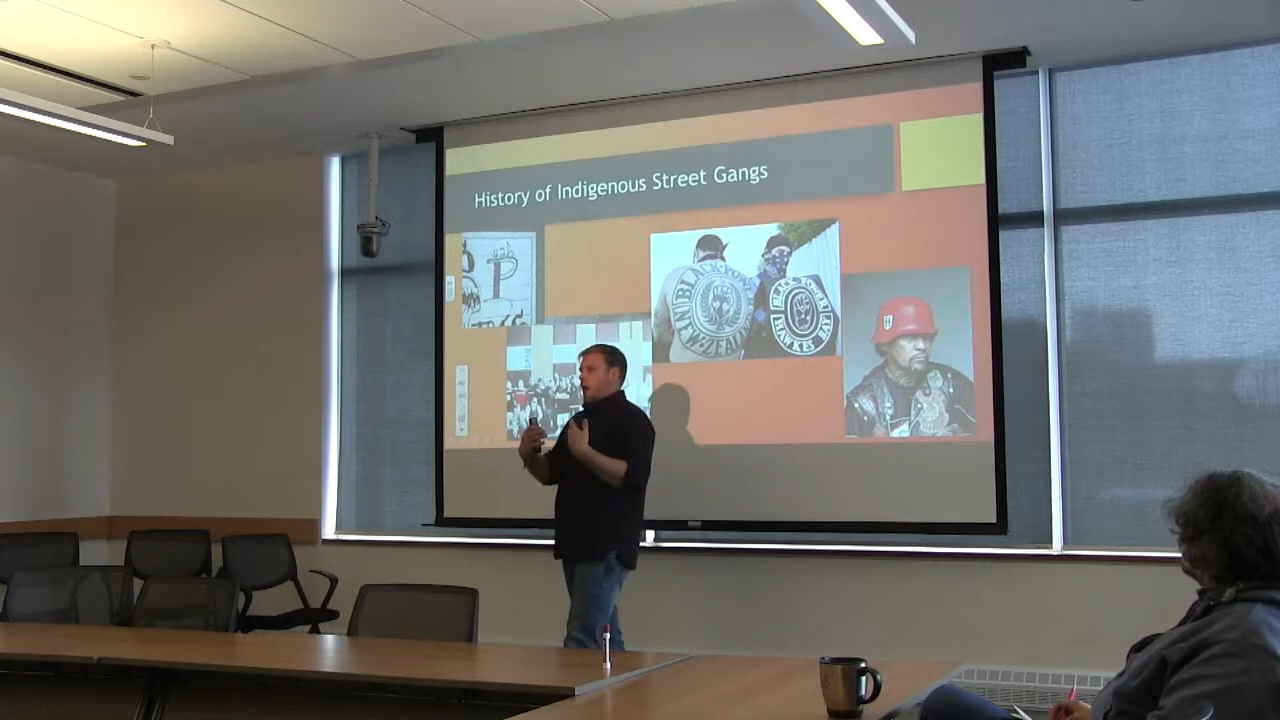 History of Indigenous Street Gangs
BLACK-POWER
NEW-ZEALAND
BLACK-POWER
HAWKES BAY